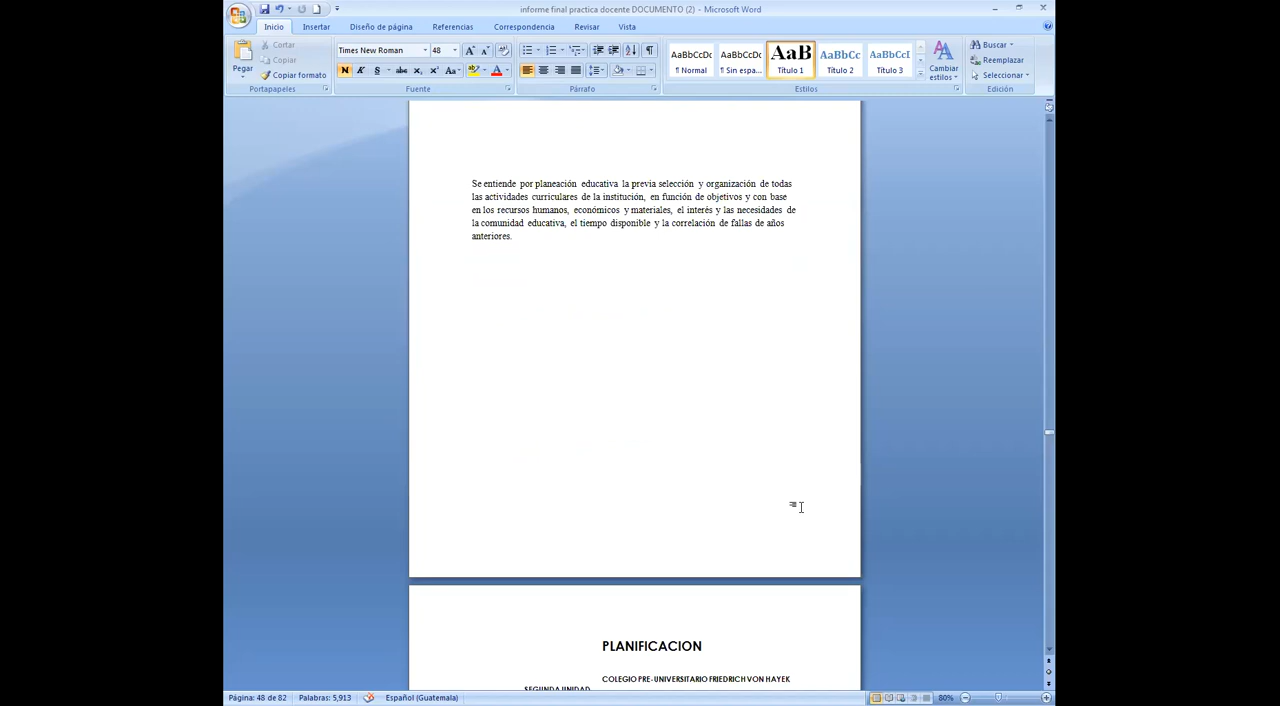 informe final practica docente DOCUMENTO (2) - Microsoft Word
Inicio Insertar Diseño de página Referencias Correspondencia Revisar Vista
Pegar
Cortar
Copiar
Copiar formato
Portapapeles
Times New Roman 48
N K S abc x₂ x² Aa
Fuente
Párrafo
AaBbCcDc AaBbCcDc AaB AaBbCc AaBbCcI
¶ Normal ¶ Sin espa... Título 1 Título 2 Título 3
Cambiar
estilos
Estilos
Buscar
Reemplazar
Seleccionar
Edición
Se entiende por planeación educativa la previa selección y organización de todas
las actividades curriculares de la institución, en función de objetivos y con base
en los recursos humanos, económicos y materiales, el interés y las necesidades de
la comunidad educativa, el tiempo disponible y la correlación de fallas de años
anteriores.
PLANIFICACION
COLEGIO PRE-UNIVERSITARIO FRIEDRICH VON HAYEK
SEGUNDA UNIDAD
Página: 48 de 82 Palabras: 5,913 Español (Guatemala) 80%